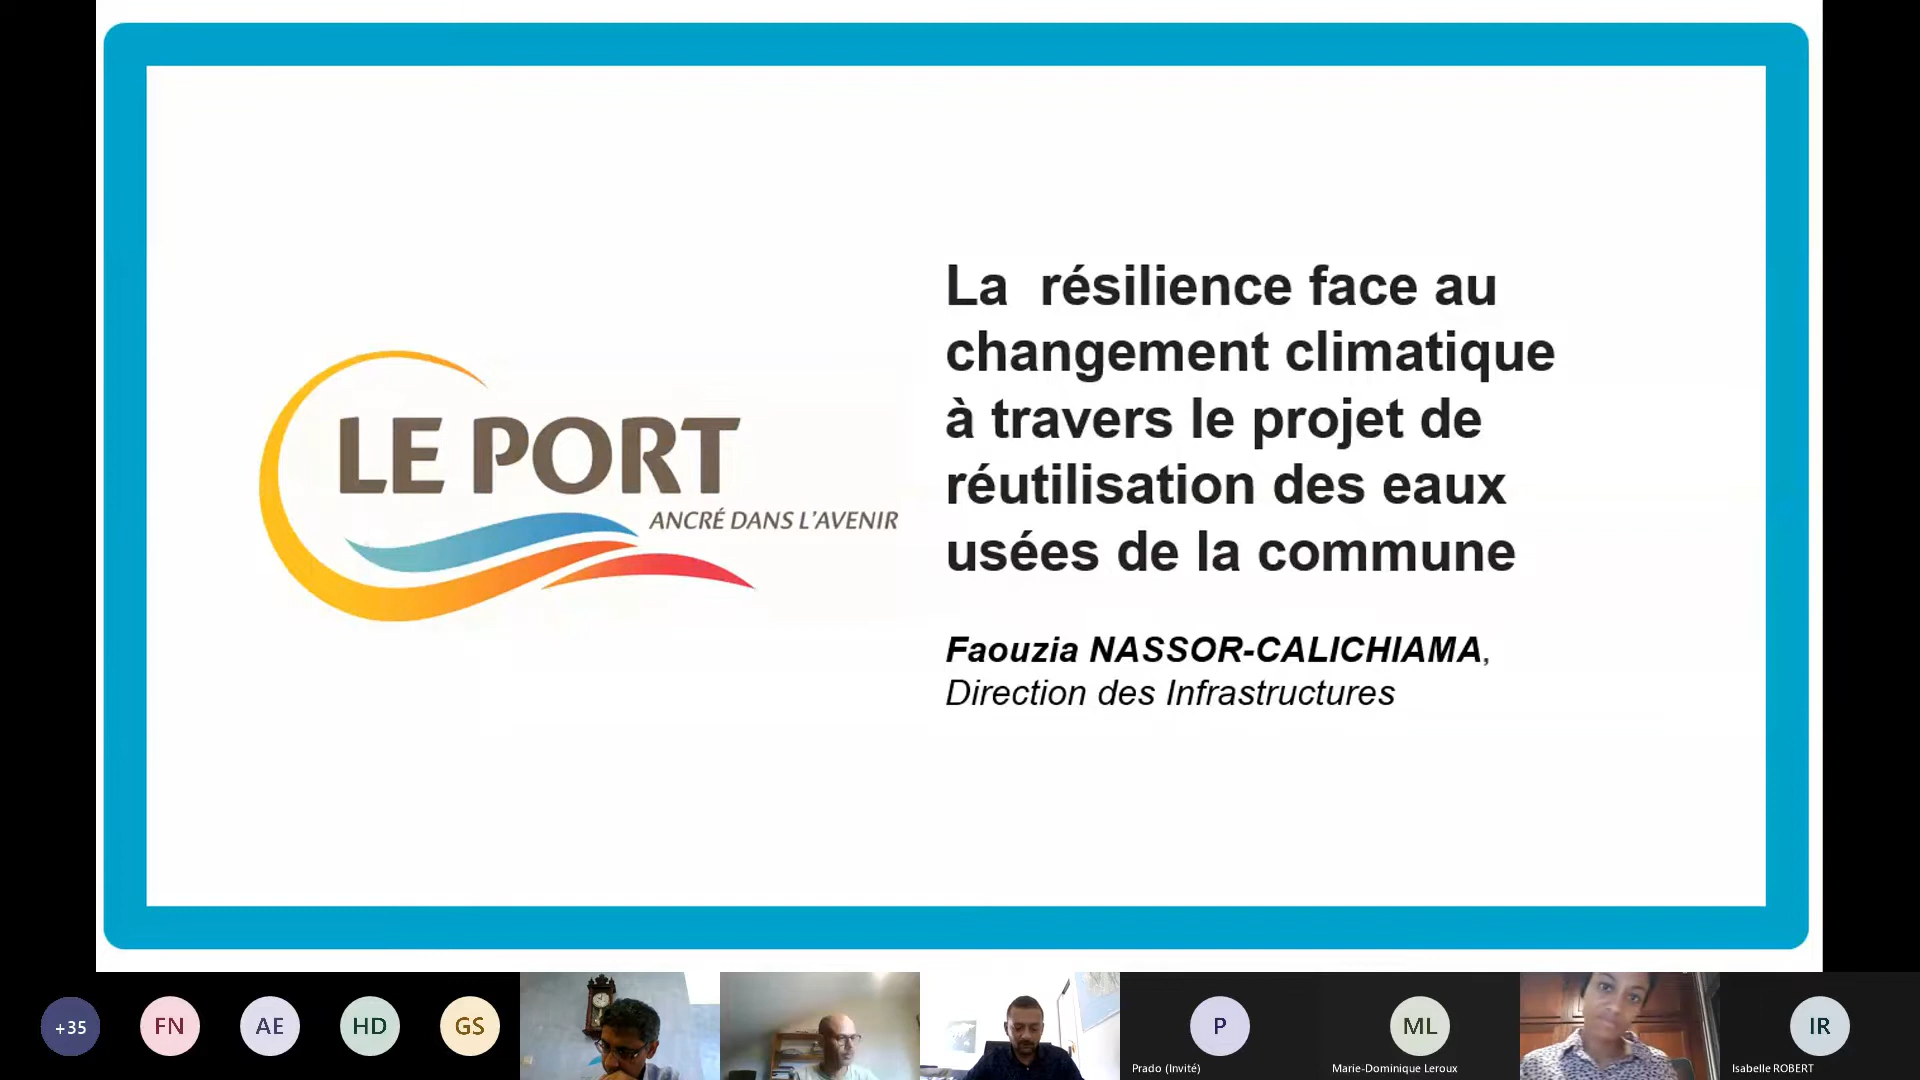 La résilience face au
changement climatique
à travers le projet de
réutilisation des eaux
usées de la commune
LE PORT
ANCRÉ DANS L'AVENIR
Faouzia NASSOR-CALICHIAMA,
Direction des Infrastructures
+35
FN
AE
HD
GS
P
Prado (Invité)
ML
Marie-Dominique Leroux
IR
Isabelle ROBERT